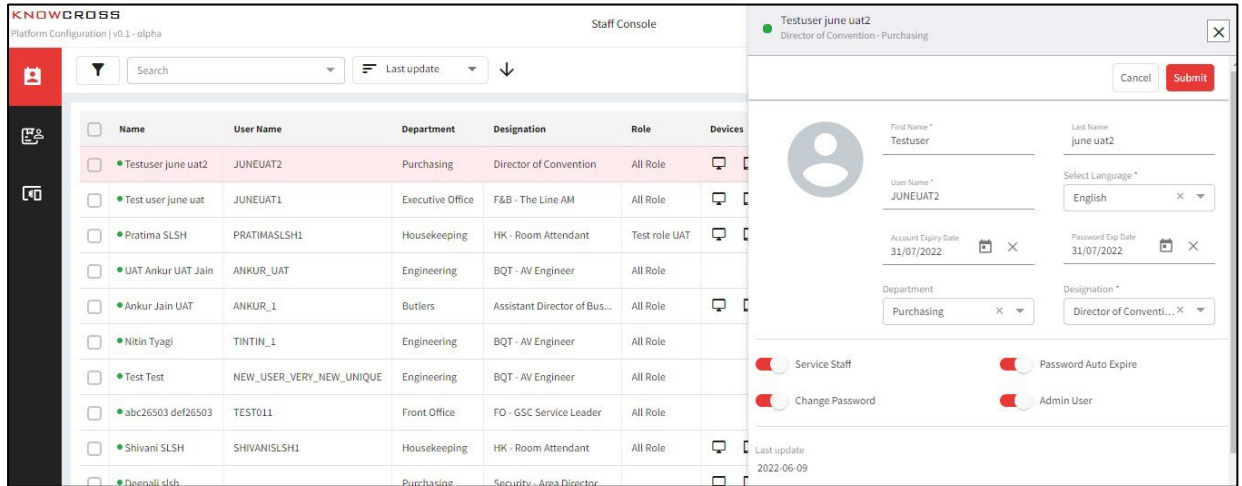 KNOWCROSS
Platform Configuration | v0.1 - alpha
Staff Console
Search
Last update
Name User Name Department Designation Role Devices
Testuser june uat2 JUNEUAT2 Purchasing Director of Convention All Role
Test user june uat JUNEUAT1 Executive Office F&B - The Line AM All Role
Pratima SLSH PRATIMASLSH1 Housekeeping HK - Room Attendant Test role UAT
UAT Ankur UAT Jain ANKUR_UAT Engineering BQT - AV Engineer All Role
Ankur Jain UAT ANKUR_1 Butlers Assistant Director of Bus... All Role
Nitin Tyagi TINTIN_1 Engineering BQT - AV Engineer All Role
Test Test NEW_USER_VERY_NEW_UNIQUE Engineering BQT - AV Engineer All Role
abc26503 def26503 TEST011 Front Office FO - GSC Service Leader All Role
Shivani SLSH SHIVANISLSH1 Housekeeping HK - Room Attendant All Role
Deepali slsh Purchasing Security - Area Director
Testuser june uat2
Director of Convention - Purchasing
Cancel Submit
First Name * Last Name
Testuser june uat2
User Name * Select Language *
JUNEUAT2 English
Account Expiry Date Password Exp Date
31/07/2022 31/07/2022
Department Designation *
Purchasing Director of Conventi...
Service Staff Password Auto Expire
Change Password Admin User
Last update
2022-06-09